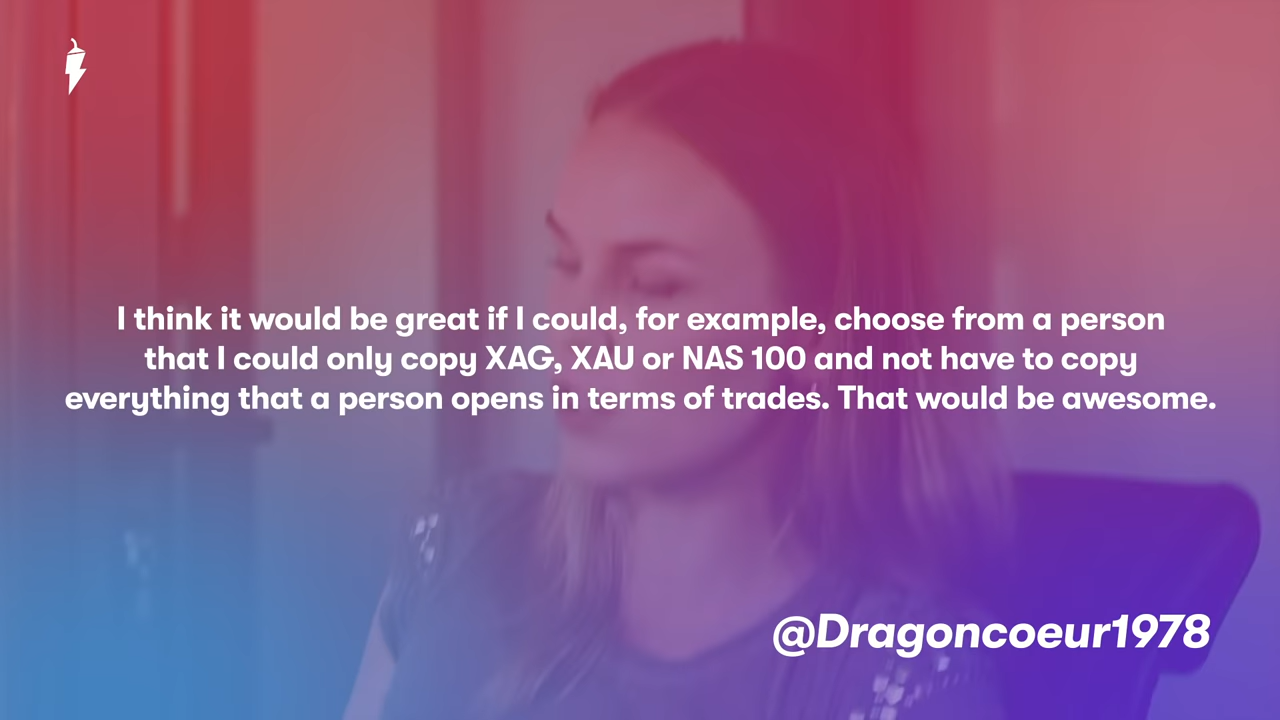 I think it would be great if I could, for example, choose from a person
that I could only copy XAG, XAU or NAS 100 and not have to copy
everything that a person opens in terms of trades. That would be awesome.
@Dragoncoeur1978